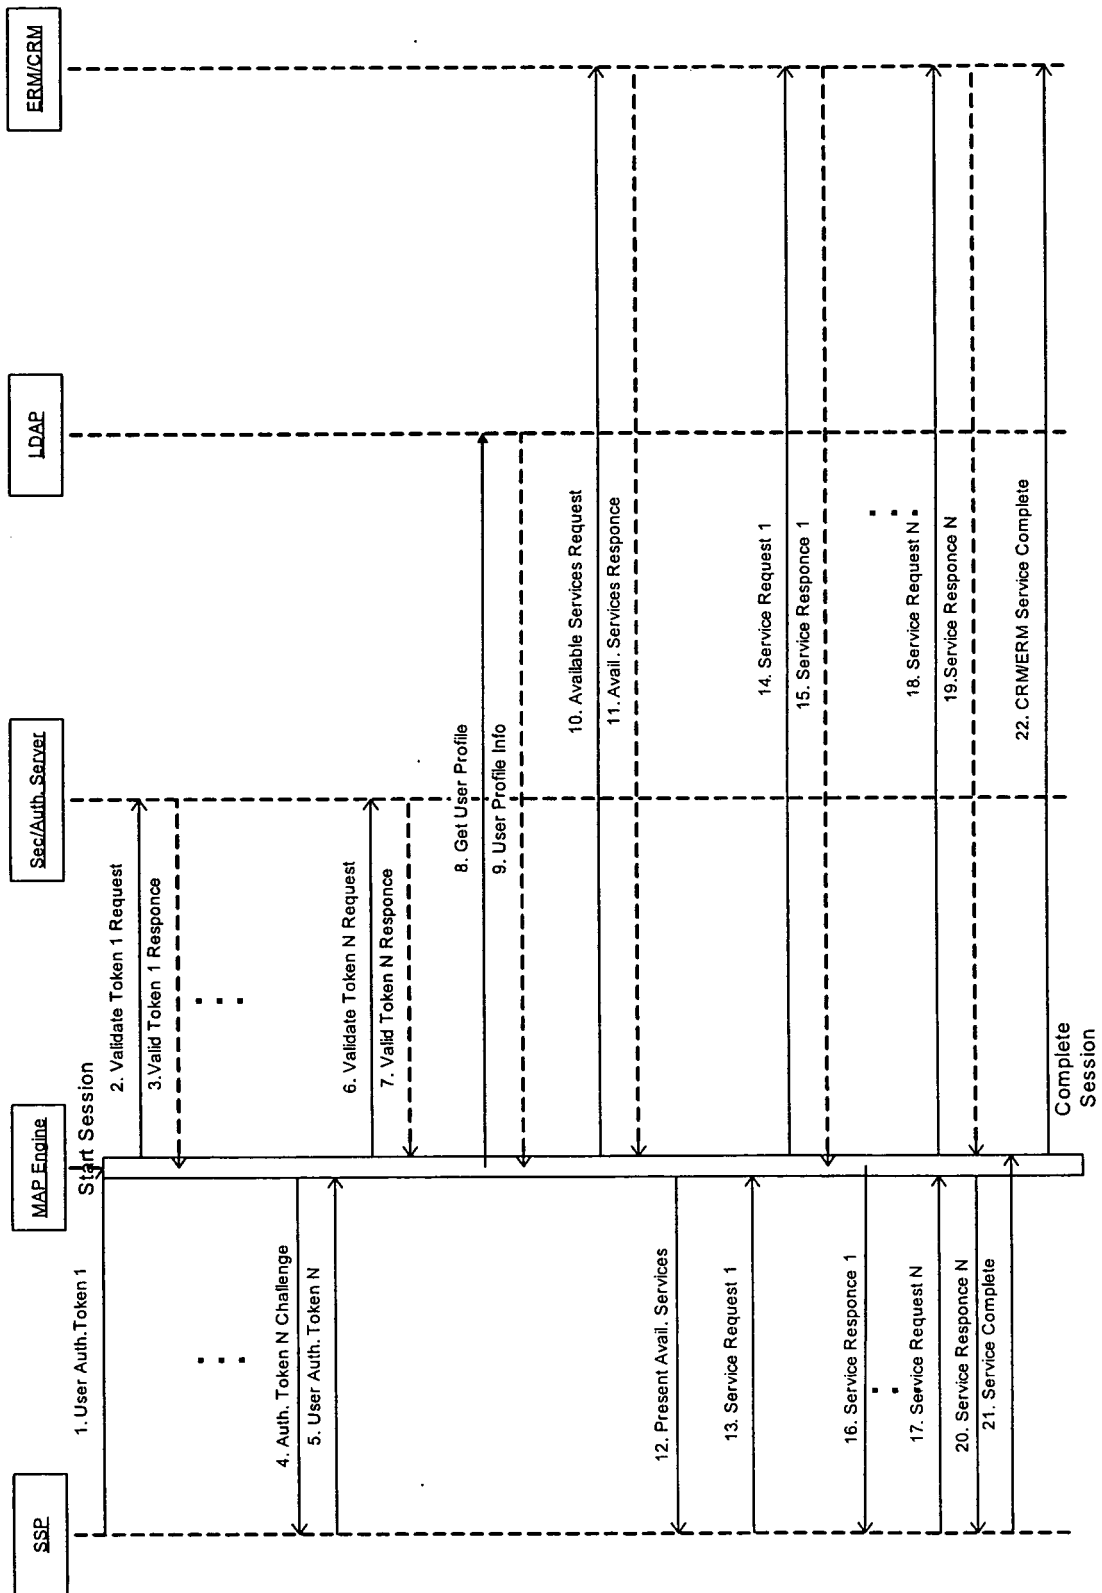 SSP
MAP Engine
Sec/Auth. Server
LDAP
ERM/CRM
Start Session
1.User Auth.Token 1
2. Validate Token 1 Request
3.Valid Token 1 Responce
4. Auth. Token N Challenge
5. User Auth. Token N
6. Validate Token N Request
7. Valid Token N Responce
8. Get User Profile
9. User Profile Info
10. Available Services Request
11. Avail. Services Responce
12. Present Avail. Services
13. Service Request 1
14. Service Request 1
15. Service Responce 1
16. Service Responce 1
17. Service Request N
18. Service Request N
19.Service Responce N
20. Service Responce N
21. Service Complete
22. CRM/ERM Service Complete
Complete
Session